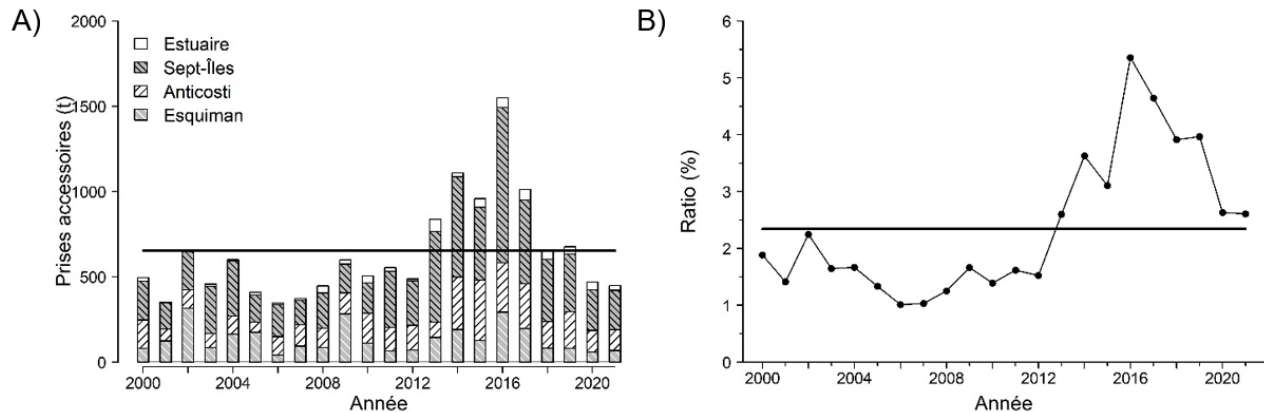 A)
Prises accessoires (t)
2000
1500
1000
500
0
Estuaire
Sept-Îles
Anticosti
Esquiman
2000
2004
2008
2012
2016
2020
Année
B)
Ratio (%)
6
5
4
3
2
1
0
2000
2004
2008
2012
2016
2020
Année